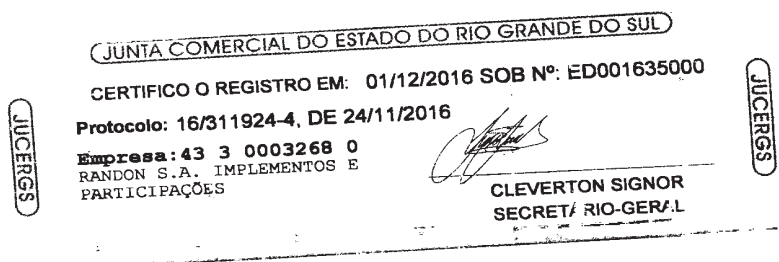 JUNTA COMERCIAL DO ESTADO DO RIO GRANDE DO SUL
CERTIFICO O REGISTRO EM: 01/12/2016 SOB Nº: ED001635000
Protocolo: 16/311924-4, DE 24/11/2016
Empresa:43 3 0003268 0
RANDON S.A. IMPLEMENTOS E
PARTICIPAÇÕES
CLEVERTON SIGNOR
SECRETÁRIO-GERAL
JUCERGS
JUCERGS